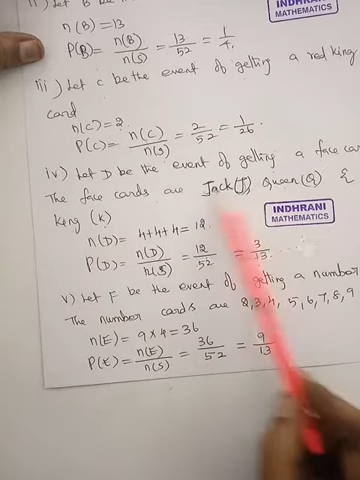 ii) Let B be
INDHRANI
MATHEMATICS
n(B) = 13
P(B) = n(B)/n(S) = 13/52 = 1/4.
iii) Let C be the event of getting a red king
card
n(C) = 2.
P(C) = n(C)/n(S) = 2/52 = 1/26.
iv) Let D be the event of getting a face car
The face cards are Jack(J) Queen(Q) &
King (K)
INDHRANI
MATHEMATICS
n(D) = 4+4+4 = 12.
P(D) = n(D)/n(S) = 12/52 = 3/13.
v) Let F be the event of getting a number
The number cards are 2,3,4, 5,6,7,8,9
n(E) = 9 x 4 = 36
P(E) = n(E)/n(S) = 36/52 = 9/13